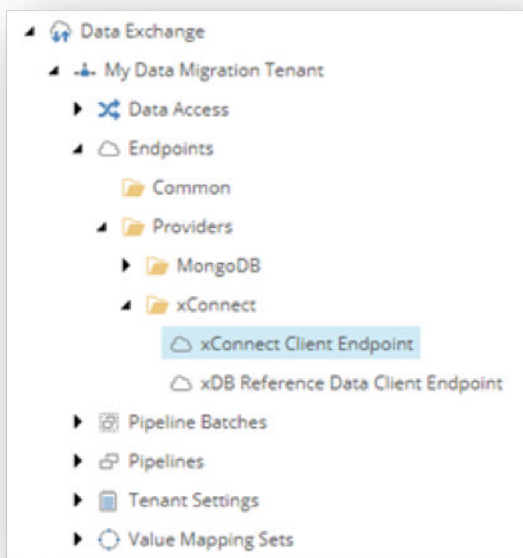 Data Exchange
My Data Migration Tenant
Data Access
Endpoints
Common
Providers
MongoDB
xConnect
xConnect Client Endpoint
xDB Reference Data Client Endpoint
Pipeline Batches
Pipelines
Tenant Settings
Value Mapping Sets